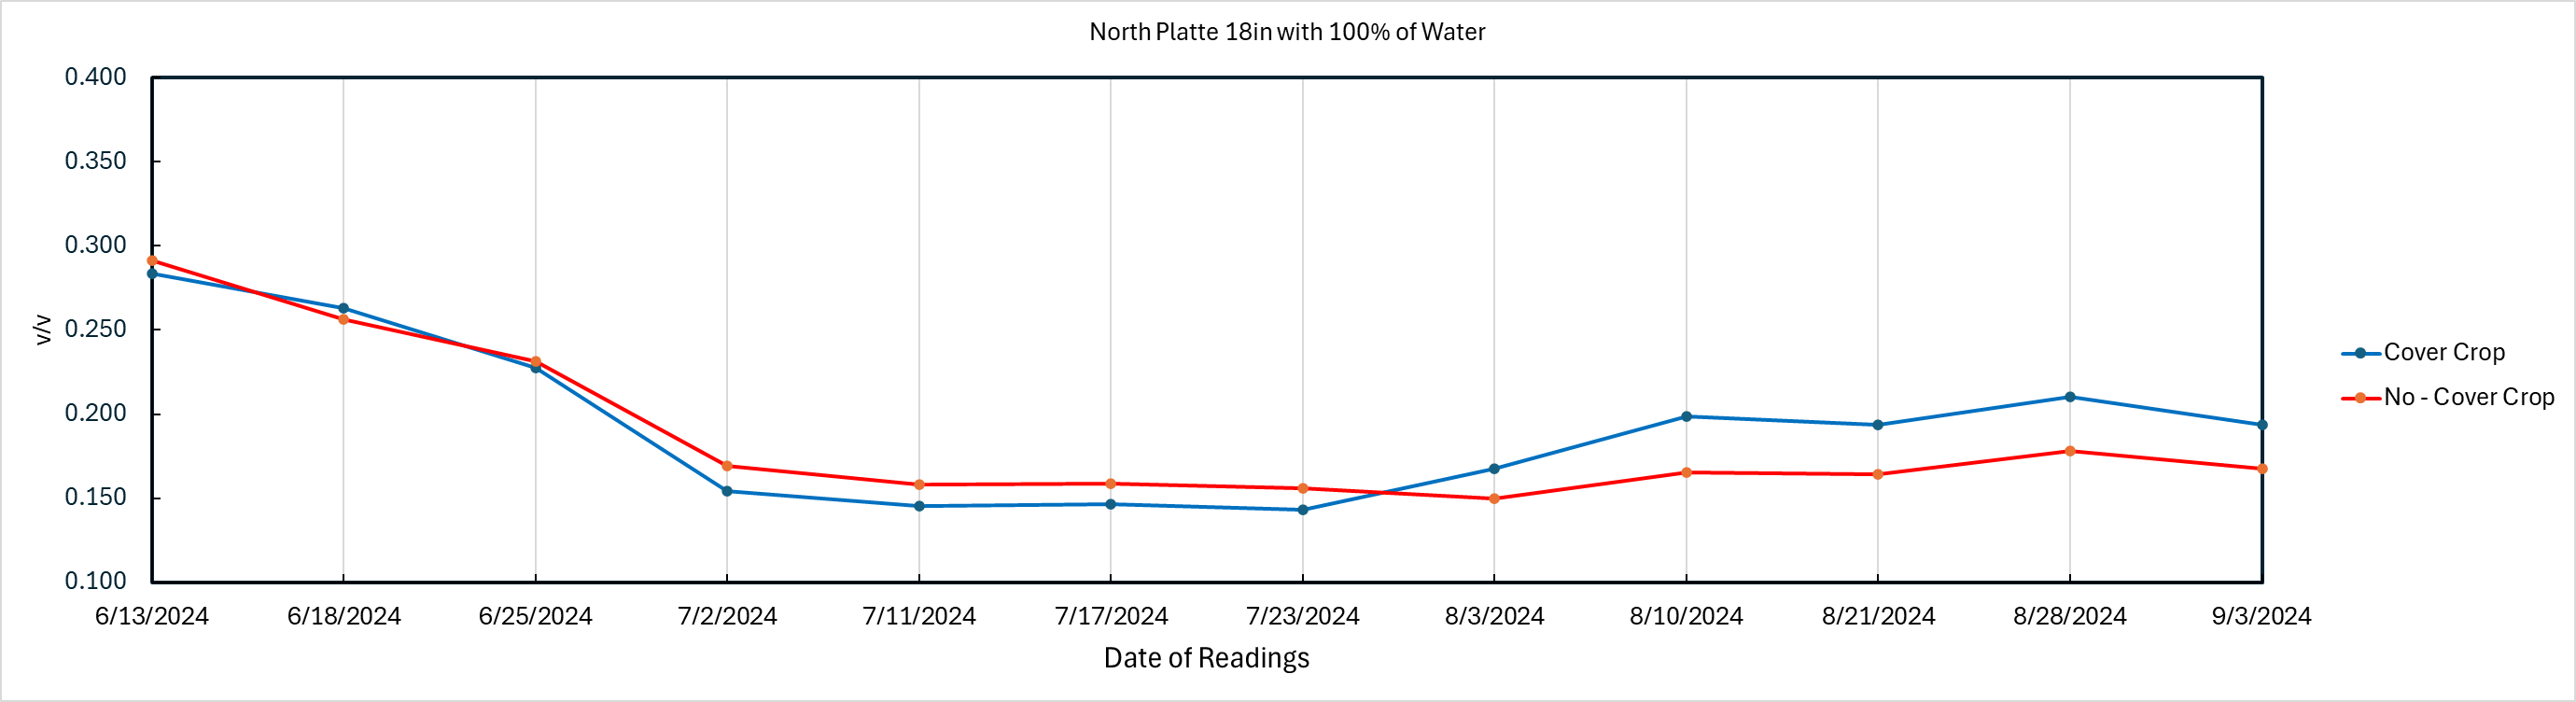 North Platte 18in with 100% of Water
0.400
0.350
0.300
0.250
0.200
0.150
0.100
v/v
6/13/2024 6/18/2024 6/25/2024 7/2/2024 7/11/2024 7/17/2024 7/23/2024 8/3/2024 8/10/2024 8/21/2024 8/28/2024 9/3/2024
Date of Readings
Cover Crop
No - Cover Crop